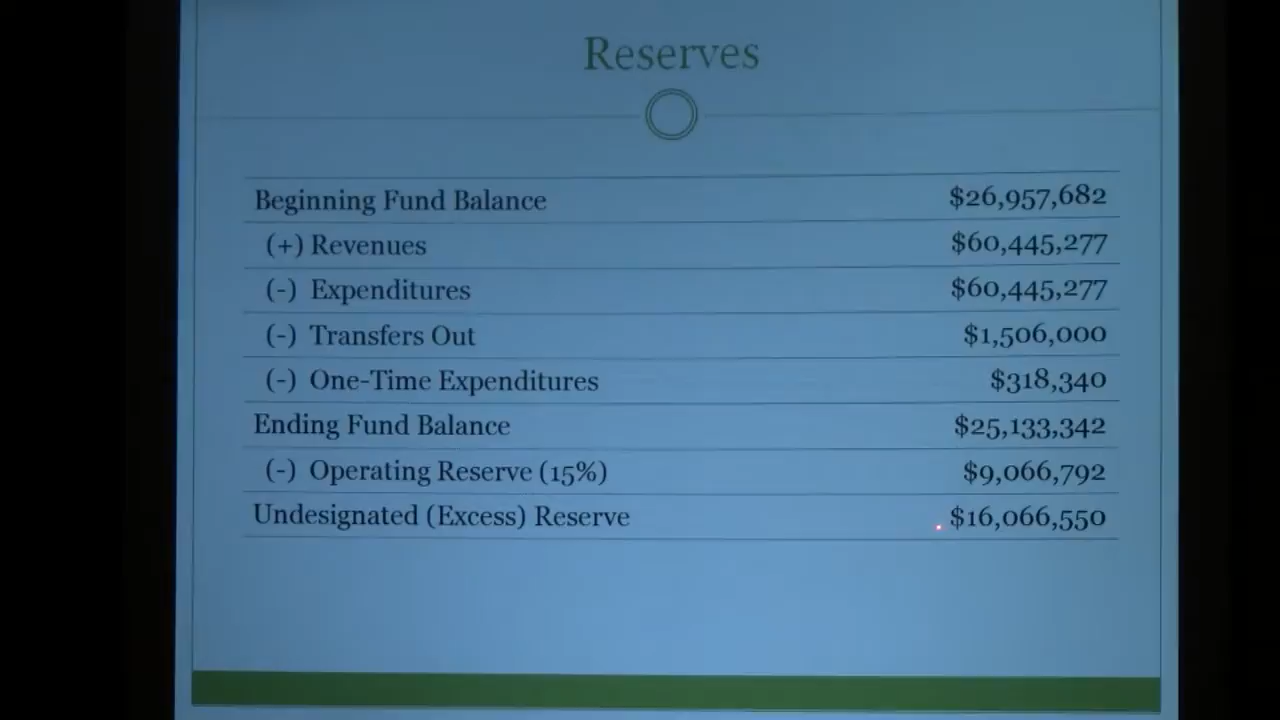 Reserves
Beginning Fund Balance $26,957,682
(+) Revenues $60,445,277
(-) Expenditures $60,445,277
(-) Transfers Out $1,506,000
(-) One-Time Expenditures $318,340
Ending Fund Balance $25,133,342
(-) Operating Reserve (15%) $9,066,792
Undesignated (Excess) Reserve $16,066,550